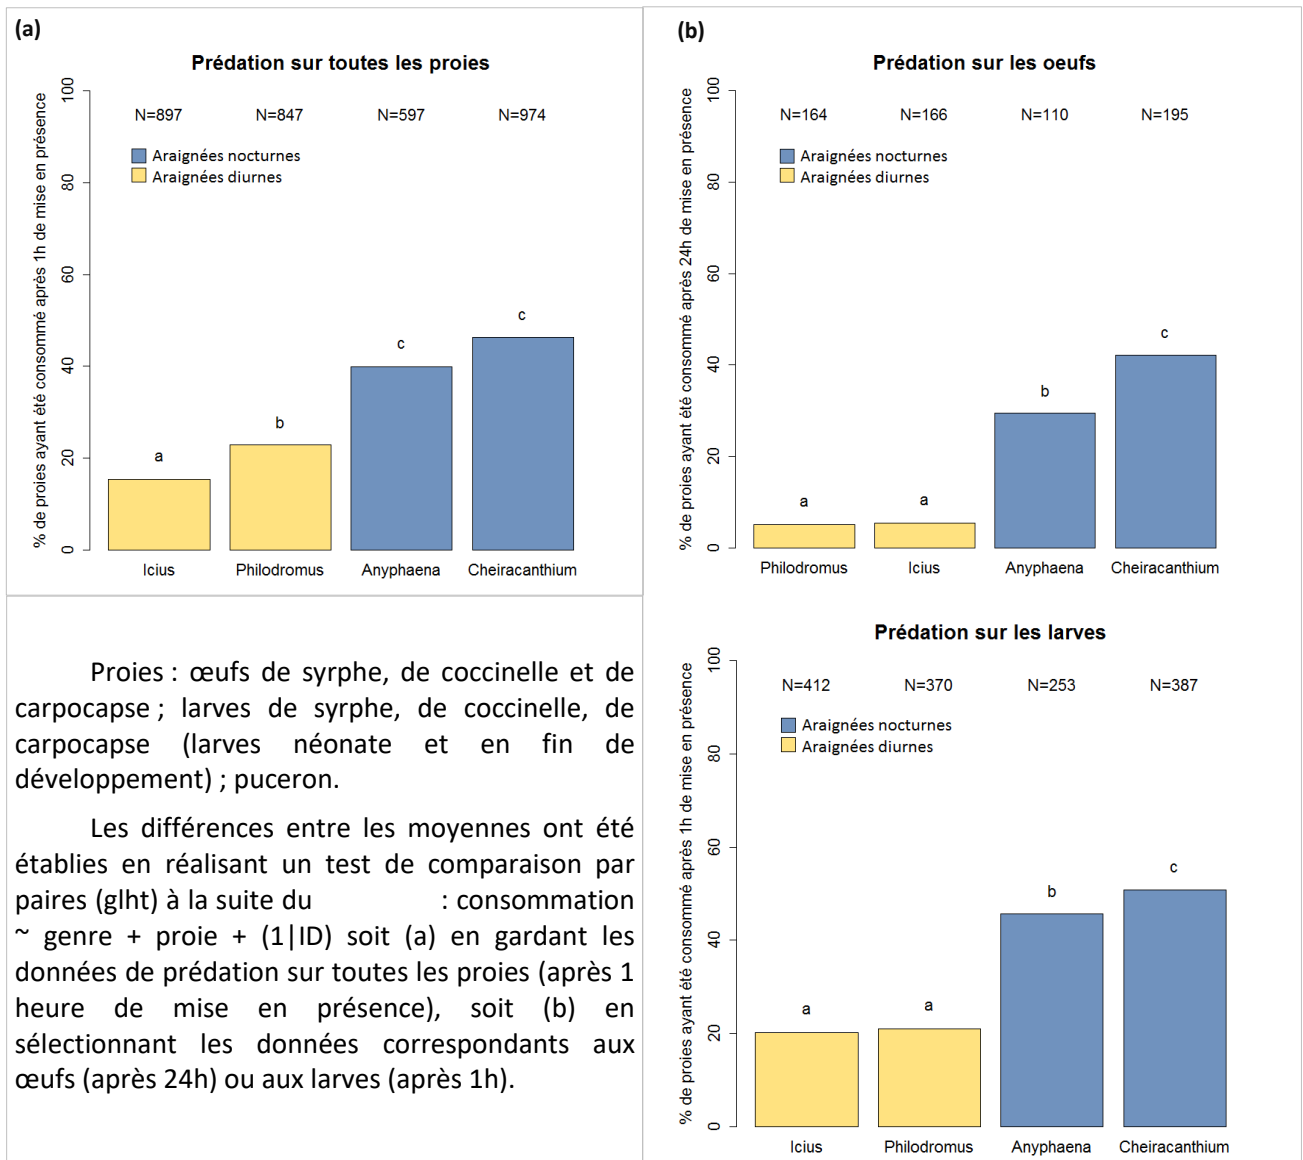 (a)
Prédation sur toutes les proies
% de proies ayant été consommé après 1h de mise en présence
100
80
60
40
20
0
N=897 N=847 N=597 N=974
Araignées nocturnes
Araignées diurnes
a b c c
Icius Philodromus Anyphaena Cheiracanthium
(b)
Prédation sur les oeufs
% de proies ayant été consommé après 24h de mise en présence
100
80
60
40
20
0
N=164 N=166 N=110 N=195
Araignées nocturnes
Araignées diurnes
a a b c
Philodromus Icius Anyphaena Cheiracanthium
Proies : œufs de syrphe, de coccinelle et de
carpocapse ; larves de syrphe, de coccinelle, de
carpocapse (larves néonate et en fin de
développement) ; puceron.
Les différences entre les moyennes ont été
établies en réalisant un test de comparaison par
paires (glht) à la suite du : consommation
~ genre + proie + (1|ID) soit (a) en gardant les
données de prédation sur toutes les proies (après 1
heure de mise en présence), soit (b) en
sélectionnant les données correspondants aux
œufs (après 24h) ou aux larves (après 1h).
Prédation sur les larves
% de proies ayant été consommé après 1h de mise en présence
100
80
60
40
20
0
N=412 N=370 N=253 N=387
Araignées nocturnes
Araignées diurnes
a a b c
Icius Philodromus Anyphaena Cheiracanthium